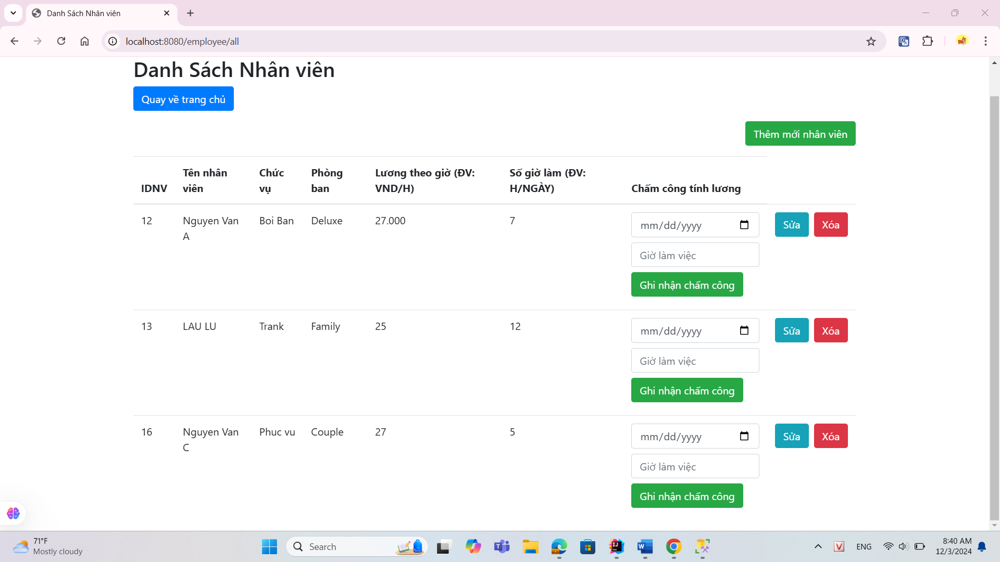 Danh Sách Nhân viên
localhost:8080/employee/all
Danh Sách Nhân viên
Quay về trang chủ
Thêm mới nhân viên
IDNV
Tên nhân
viên
Chức
vụ
Phòng
ban
Lương theo giờ (ĐV:
VND/H)
Số giờ làm (ĐV:
H/NGÀY)
Chấm công tính lương
12
Nguyen Van
A
Boi Ban
Deluxe
27.000
7
mm/dd/yyyy
Sửa
Xóa
Giờ làm việc
Ghi nhận chấm công
13
LAU LU
Trank
Family
25
12
mm/dd/yyyy
Sửa
Xóa
Giờ làm việc
Ghi nhận chấm công
16
Nguyen Van
C
Phuc vu
Couple
27
5
mm/dd/yyyy
Sửa
Xóa
Giờ làm việc
Ghi nhận chấm công
71°F
Mostly cloudy
Search
ENG
8:40 AM
12/3/2024